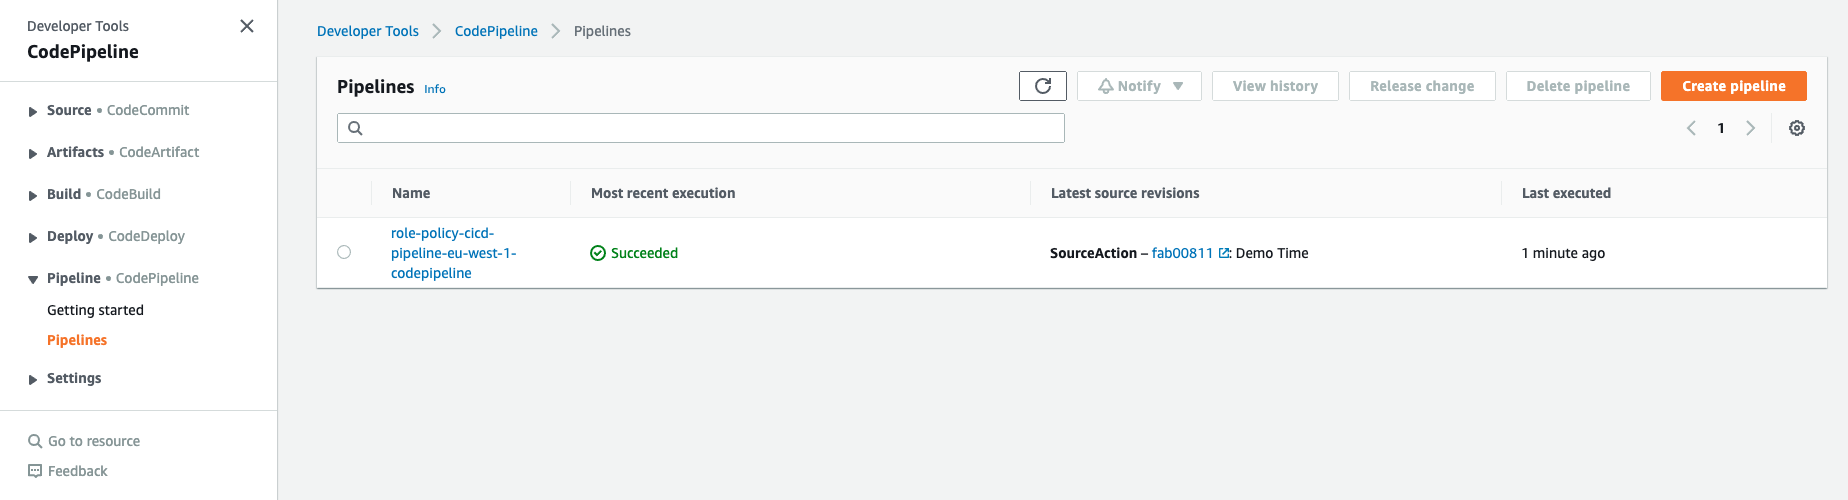 Developer Tools
CodePipeline
Source • CodeCommit
Artifacts • CodeArtifact
Build • CodeBuild
Deploy • CodeDeploy
Pipeline • CodePipeline
Getting started
Pipelines
Settings
Go to resource
Feedback
Developer Tools CodePipeline Pipelines
Pipelines Info
Notify View history Release change Delete pipeline Create pipeline
1
Name Most recent execution Latest source revisions Last executed
role-policy-cicd-
pipeline-eu-west-1-
codepipeline
Succeeded
SourceAction – fab00811 : Demo Time
1 minute ago